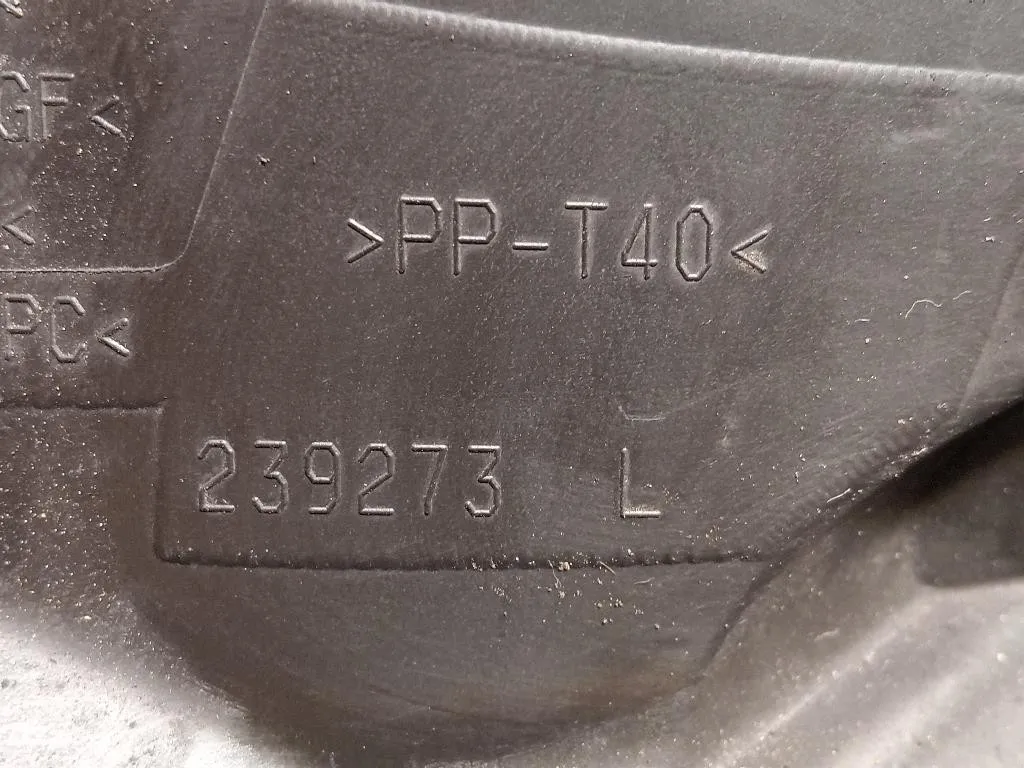 GF<
<
>PP-T40<
PC<
239273 L